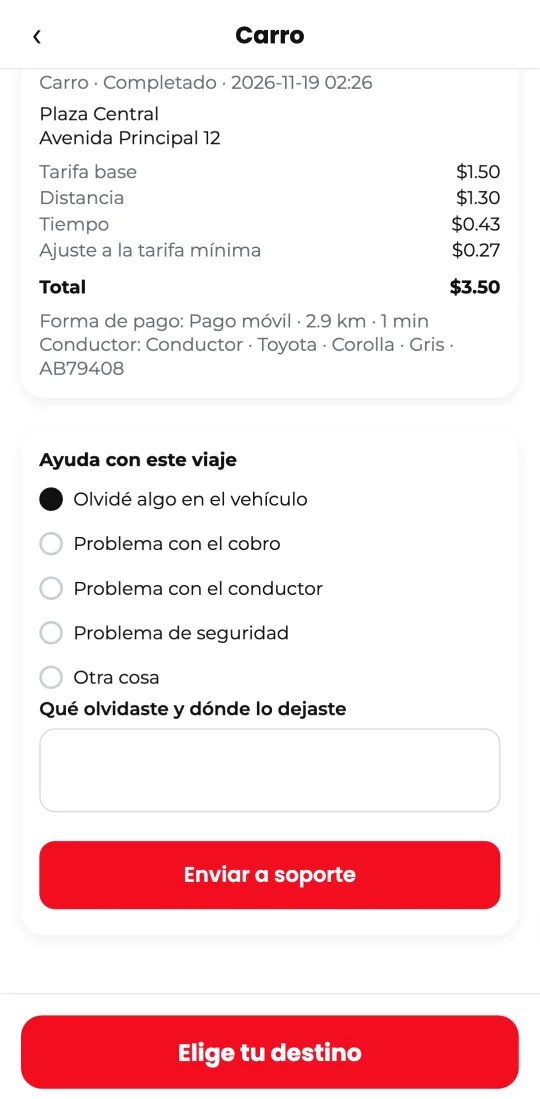 Carro
Carro · Completado · 2026-11-19 02:26
Plaza Central
Avenida Principal 12
Tarifa base $1.50
Distancia $1.30
Tiempo $0.43
Ajuste a la tarifa mínima $0.27
Total $3.50
Forma de pago: Pago móvil · 2.9 km · 1 min
Conductor: Conductor · Toyota · Corolla · Gris ·
AB79408
Ayuda con este viaje
Olvidé algo en el vehículo
Problema con el cobro
Problema con el conductor
Problema de seguridad
Otra cosa
Qué olvidaste y dónde lo dejaste
Enviar a soporte
Elige tu destino